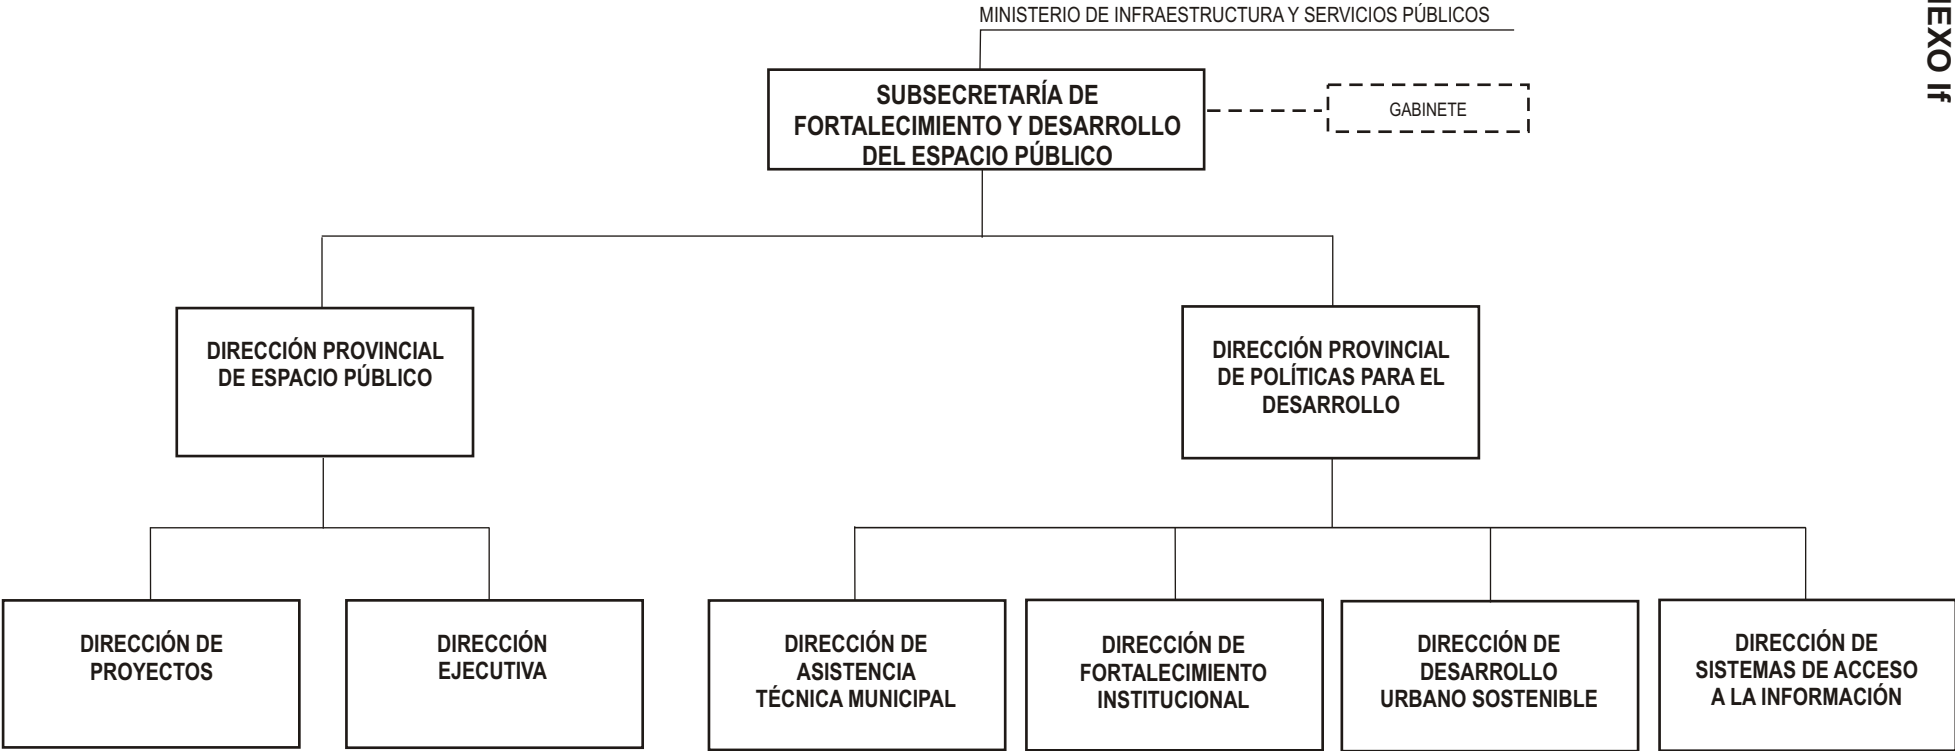 MINISTERIO DE INFRAESTRUCTURA Y SERVICIOS PÚBLICOS
SUBSECRETARÍA DE
FORTALECIMIENTO Y DESARROLLO
DEL ESPACIO PÚBLICO
GABINETE
EXO If
DIRECCIÓN PROVINCIAL
DE ESPACIO PÚBLICO
DIRECCIÓN PROVINCIAL
DE POLÍTICAS PARA EL
DESARROLLO
DIRECCIÓN DE
PROYECTOS
DIRECCIÓN
EJECUTIVA
DIRECCIÓN DE
ASISTENCIA
TÉCNICA MUNICIPAL
DIRECCIÓN DE
FORTALECIMIENTO
INSTITUCIONAL
DIRECCIÓN DE
DESARROLLO
URBANO SOSTENIBLE
DIRECCIÓN DE
SISTEMAS DE ACCESO
A LA INFORMACIÓN